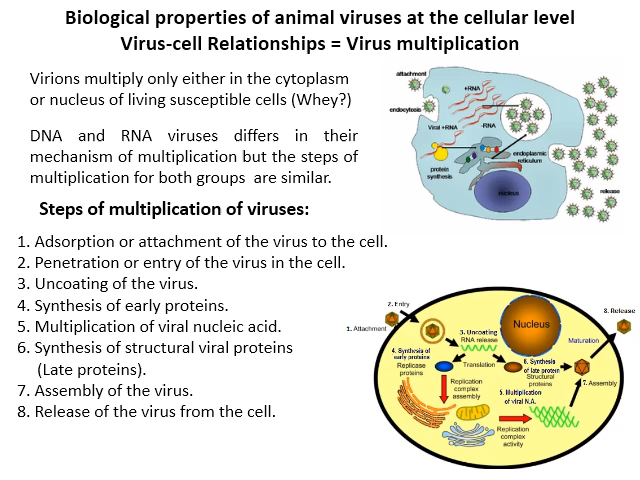 Biological properties of animal viruses at the cellular level
Virus-cell Relationships = Virus multiplication
Virions multiply only either in the cytoplasm
or nucleus of living susceptible cells (Whey?)
DNA and RNA viruses differs in their
mechanism of multiplication but the steps of
multiplication for both groups are similar.
Steps of multiplication of viruses:
1. Adsorption or attachment of the virus to the cell.
2. Penetration or entry of the virus in the cell.
3. Uncoating of the virus.
4. Synthesis of early proteins.
5. Multiplication of viral nucleic acid.
6. Synthesis of structural viral proteins
(Late proteins).
7. Assembly of the virus.
8. Release of the virus from the cell.
attachment
+RNA
endocytosis
Viral +RNA
-RNA
endoplasmic
reticulum
protein
synthesis
nucleus
release
2. Entry
8. Release
1. Attachment
Nucleus
3. Uncoating
RNA release
Maturation
4. Synthesis of
early proteins
Replicase
proteins
Translation
6. Synthesis
of late protein
Structural
proteins
7. Assembly
Replication
complex
assembly
5. Multiplication
of viral N.A.
Replication
complex
activity